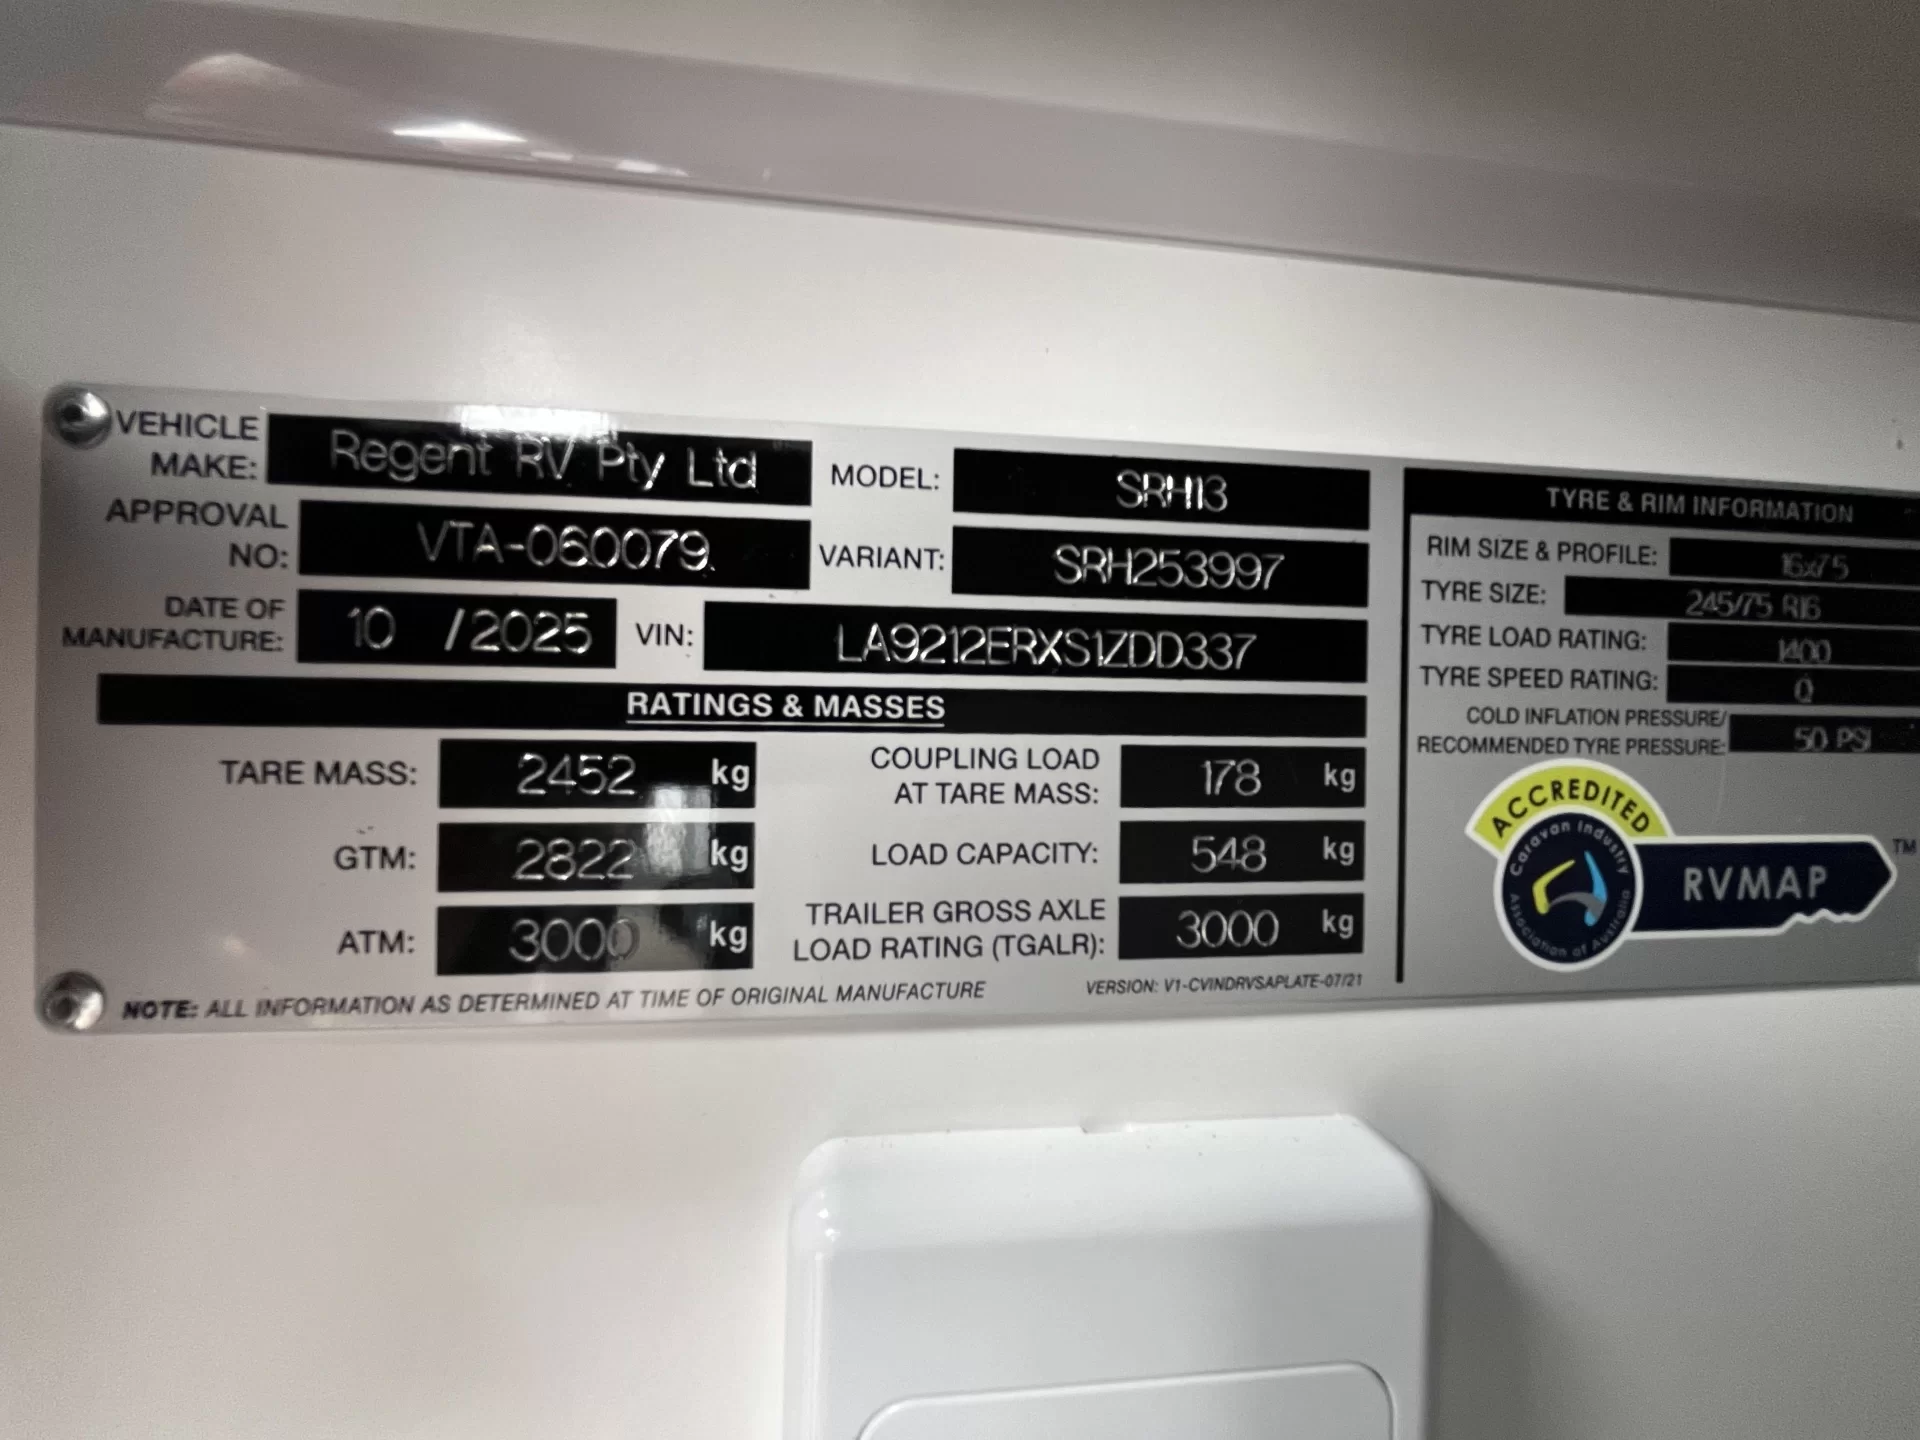 VEHICLE MAKE: Regent RV Pty Ltd MODEL: SRH13
APPROVAL NO: VTA-060079 VARIANT: SRH253997
DATE OF MANUFACTURE: 10 /2025 VIN: LA9212ERXS1ZDD337
RATINGS & MASSES
TARE MASS: 2452 kg COUPLING LOAD AT TARE MASS: 178 kg
GTM: 2822 kg LOAD CAPACITY: 548 kg
ATM: 3000 kg TRAILER GROSS AXLE LOAD RATING (TGALR): 3000 kg
NOTE: ALL INFORMATION AS DETERMINED AT TIME OF ORIGINAL MANUFACTURE VERSION: V1-CVINDRVSAPLATE-07/21
TYRE & RIM INFORMATION
RIM SIZE & PROFILE: 16x7.5
TYRE SIZE: 245/75 R16
TYRE LOAD RATING: 1400
TYRE SPEED RATING: Q
COLD INFLATION PRESSURE/
RECOMMENDED TYRE PRESSURE: 50 PSI
ACCREDITED
Caravan Industry
Association of Australia
RVMAP TM